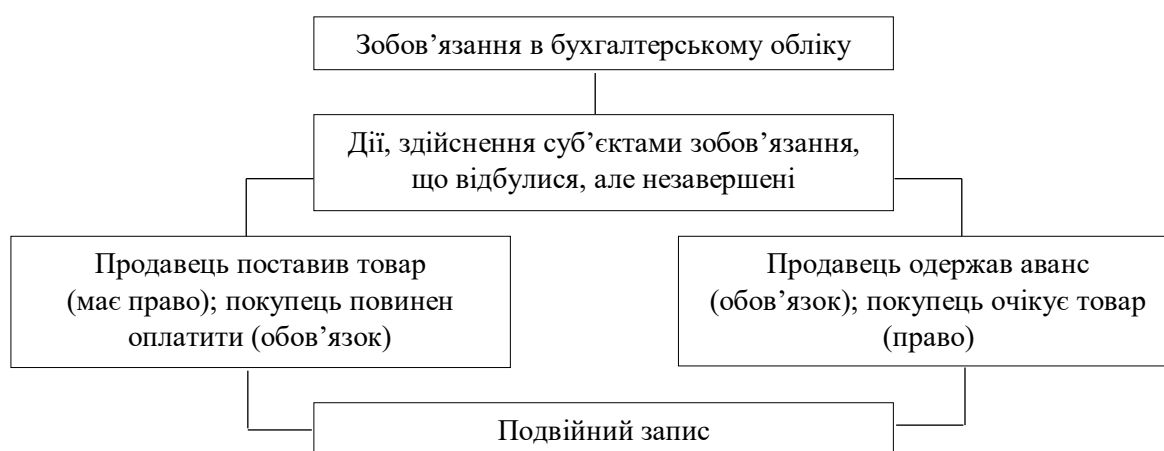 Зобов’язання в бухгалтерському обліку
Дії, здійснення суб’єктами зобов’язання,
що відбулися, але незавершені
Продавець поставив товар
(має право); покупець повинен
оплатити (обов’язок)
Продавець одержав аванс
(обов’язок); покупець очікує товар
(право)
Подвійний запис